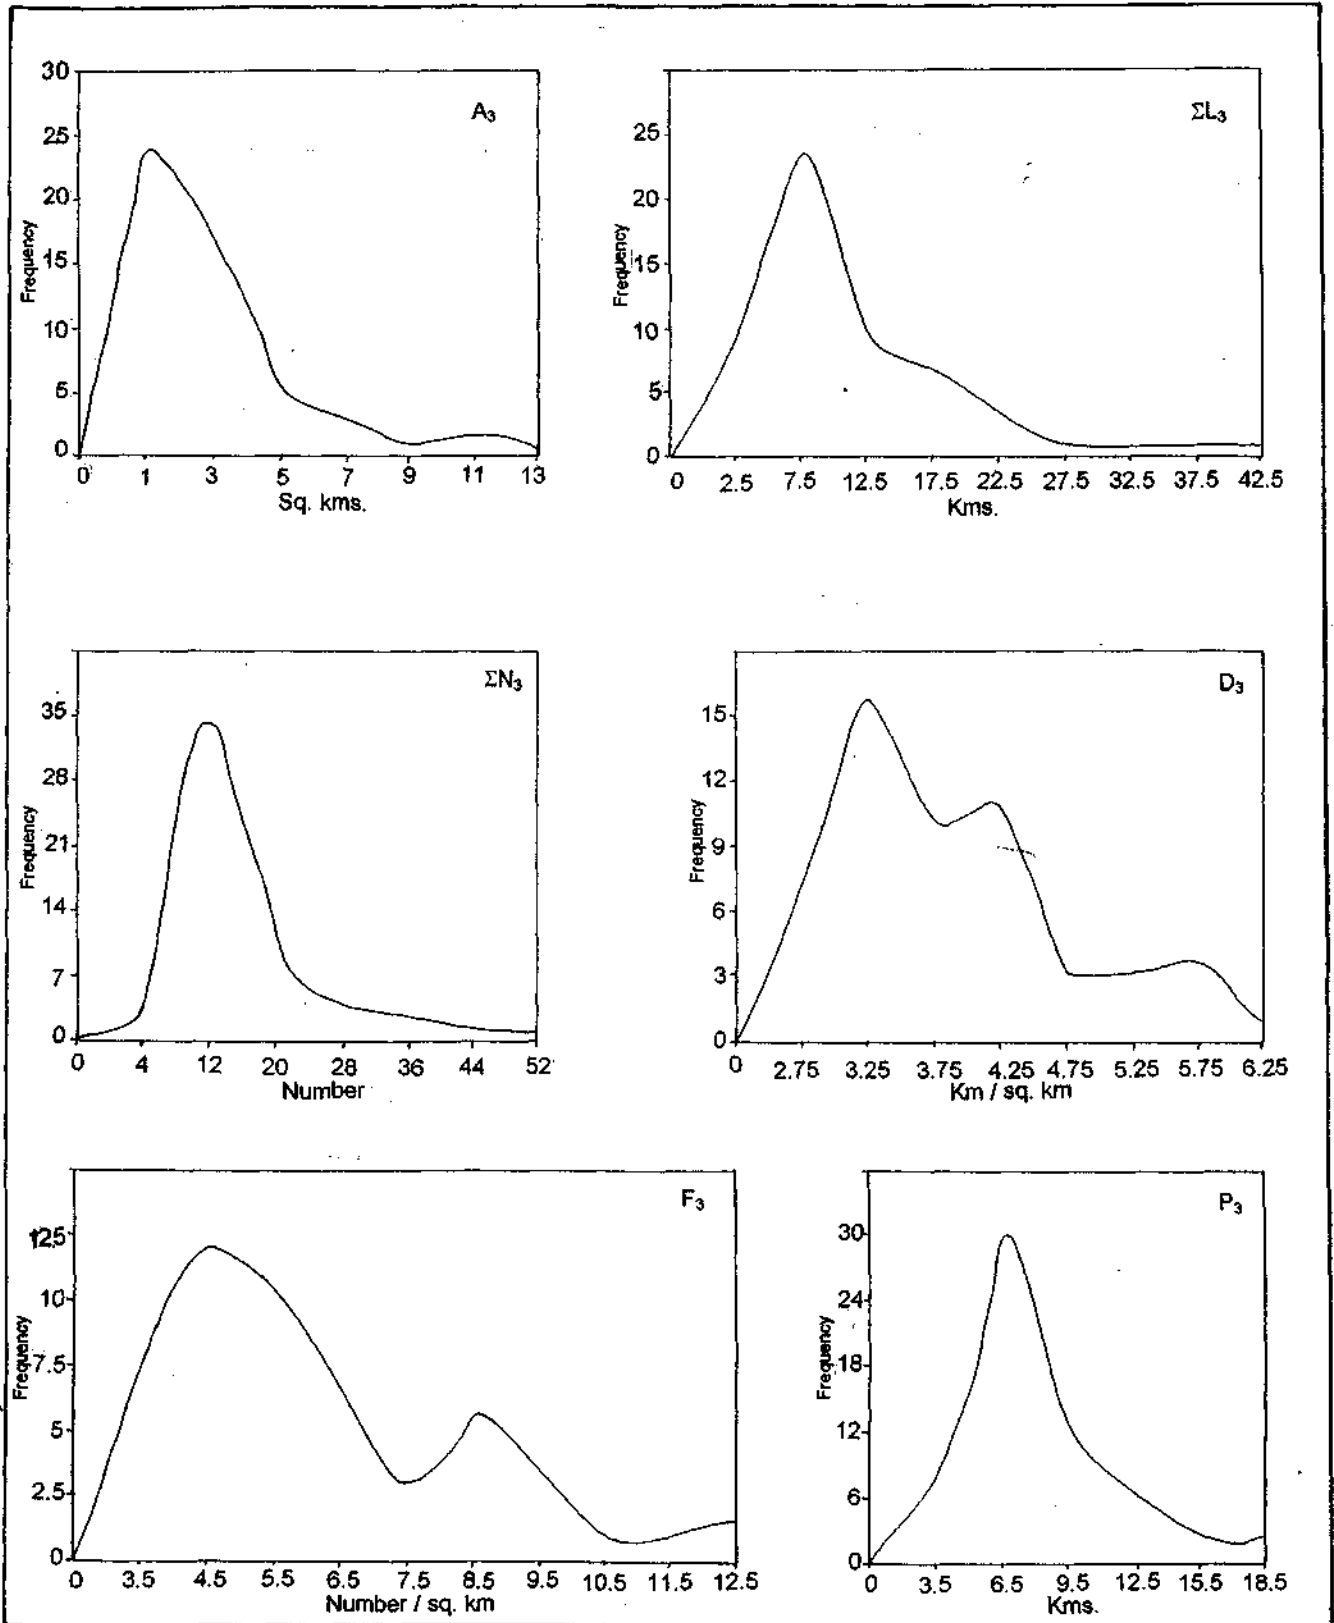 30
25
20
15
10
5
0
Frequency
A₃
0 1 3 5 7 9 11 13
Sq. kms.
25
20
15
10
5
0
Frequency
ΣL₃
0 2.5 7.5 12.5 17.5 22.5 27.5 32.5 37.5 42.5
Kms.
35
28
21
14
7
0
Frequency
ΣN₃
0 4 12 20 28 36 44 52
Number
15
12
9
6
3
0
Frequency
D₃
0 2.75 3.25 3.75 4.25 4.75 5.25 5.75 6.25
Km / sq. km
12.5
10
7.5
5
2.5
0
Frequency
F₃
0 3.5 4.5 5.5 6.5 7.5 8.5 9.5 10.5 11.5 12.5
Number / sq. km
30
24
18
12
6
0
Frequency
P₃
0 3.5 6.5 9.5 12.5 15.5 18.5
Kms.